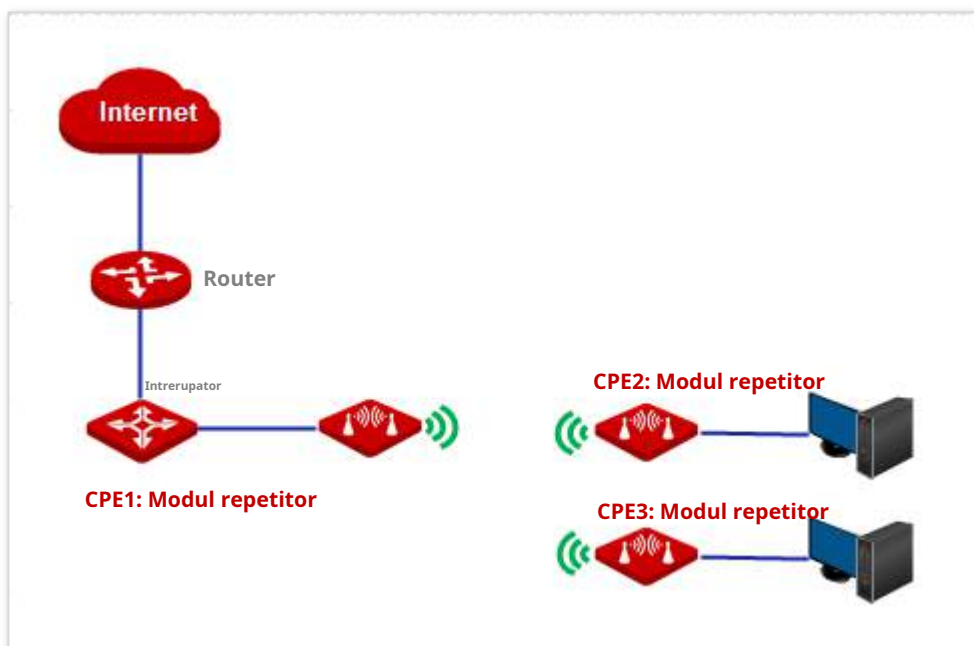 Internet
Router
Intrerupator
CPE2: Modul repetitor
CPE1: Modul repetitor
CPE3: Modul repetitor